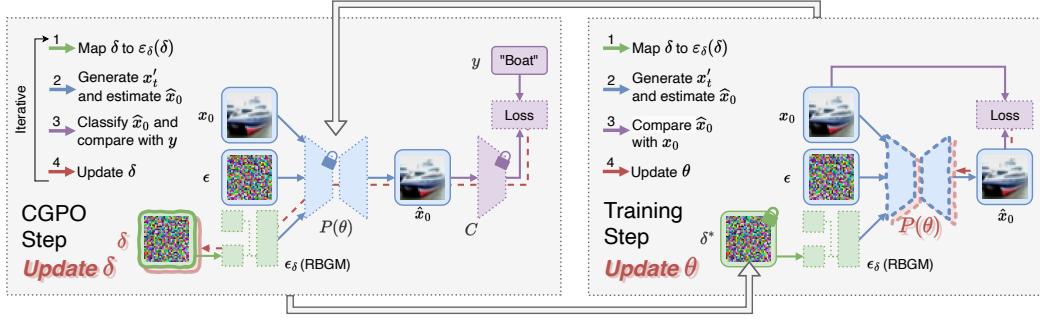 Iterative
1 Map δ to ε_δ(δ)
2 Generate x′_t
and estimate x̂_0
3 Classify x̂_0 and
compare with y
4 Update δ
CGPO
Step
Update δ
x_0
ϵ
δ
P(θ)
ϵ_δ (RBGM)
x̂_0
C
y
"Boat"
Loss
1 Map δ to ε_δ(δ)
2 Generate x′_t
and estimate x̂_0
3 Compare x̂_0
with x_0
4 Update θ
Training
Step
Update θ
x_0
ϵ
δ*
P(θ)
ϵ_δ (RBGM)
x̂_0
Loss